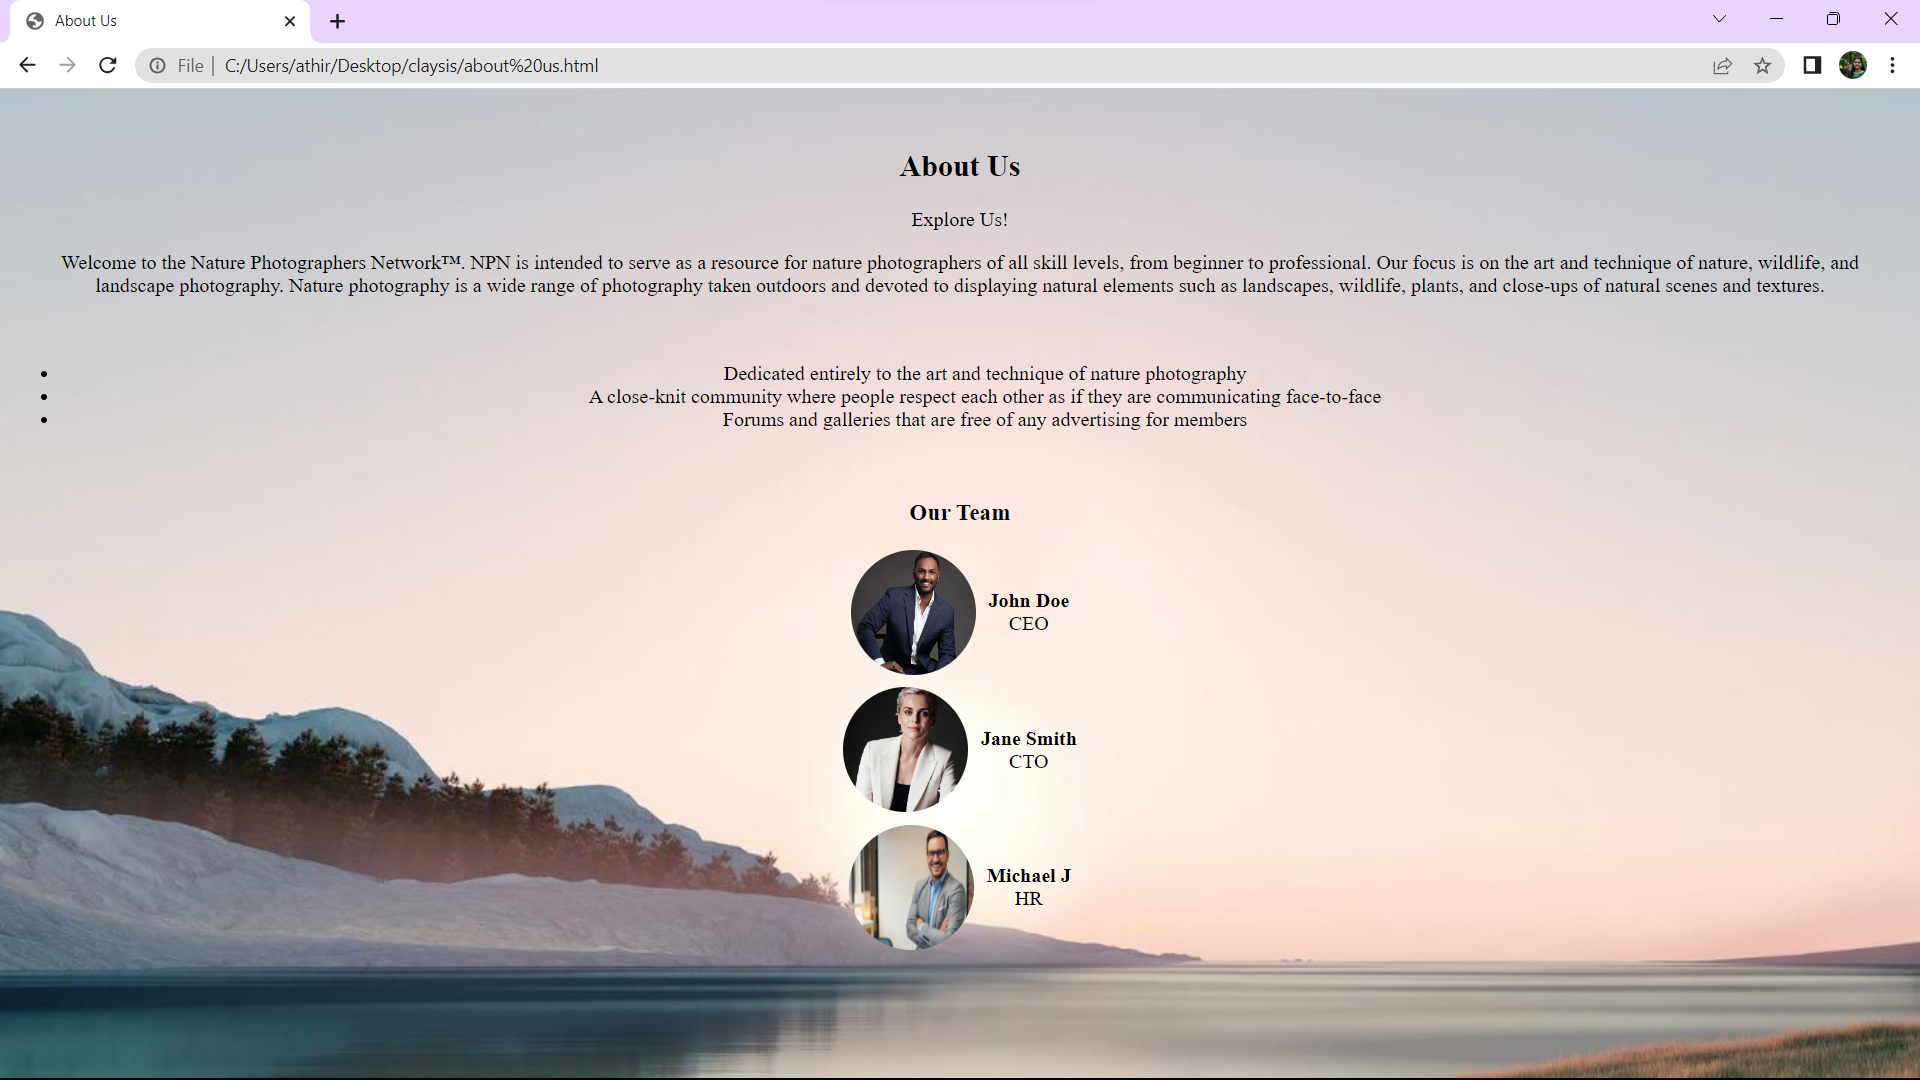 About Us
File
C:/Users/athir/Desktop/claysis/about%20us.html
About Us
Explore Us!
Welcome to the Nature Photographers Network™. NPN is intended to serve as a resource for nature photographers of all skill levels, from beginner to professional. Our focus is on the art and technique of nature, wildlife, and
landscape photography. Nature photography is a wide range of photography taken outdoors and devoted to displaying natural elements such as landscapes, wildlife, plants, and close-ups of natural scenes and textures.
• Dedicated entirely to the art and technique of nature photography
• A close-knit community where people respect each other as if they are communicating face-to-face
• Forums and galleries that are free of any advertising for members
Our Team
John Doe
CEO
Jane Smith
CTO
Michael J
HR